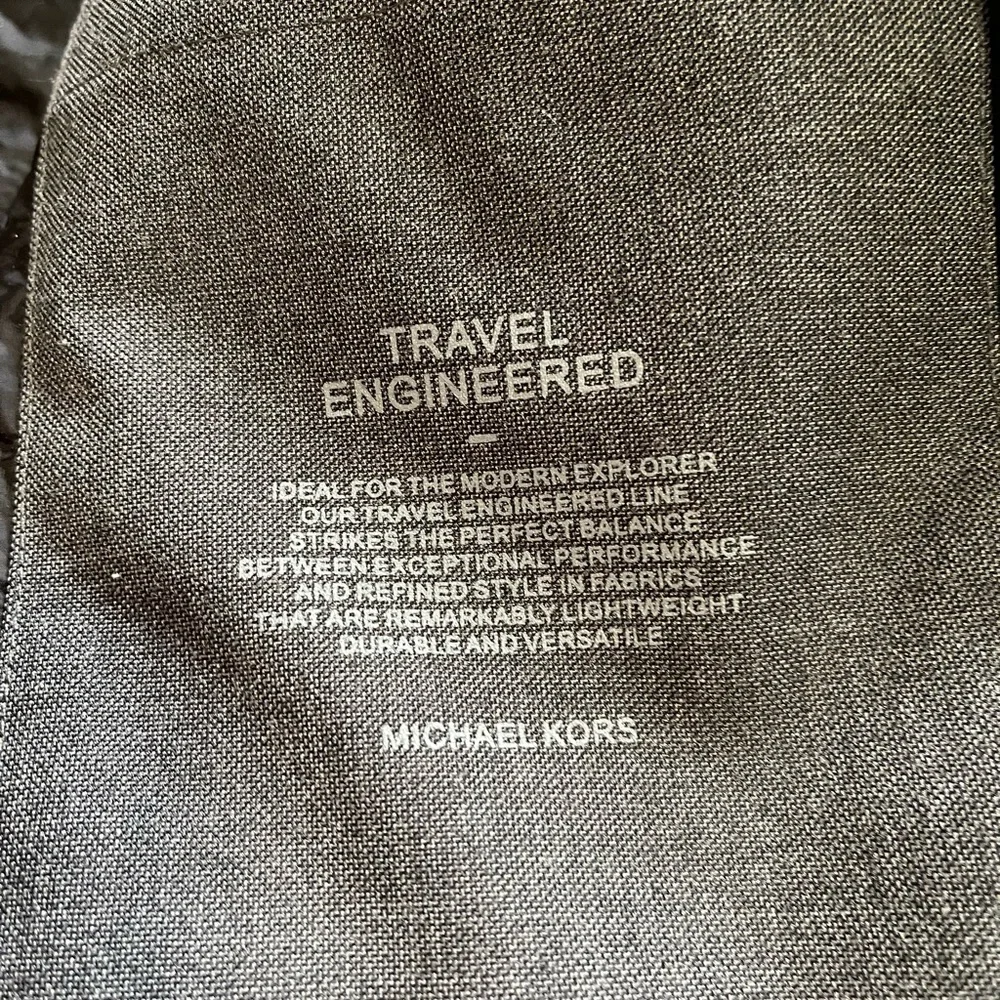 TRAVEL
ENGINEERED
-
IDEAL FOR THE MODERN EXPLORER
OUR TRAVEL ENGINEERED LINE
STRIKES THE PERFECT BALANCE
BETWEEN EXCEPTIONAL PERFORMANCE
AND REFINED STYLE IN FABRICS
THAT ARE REMARKABLY LIGHTWEIGHT
DURABLE AND VERSATILE
MICHAEL KORS